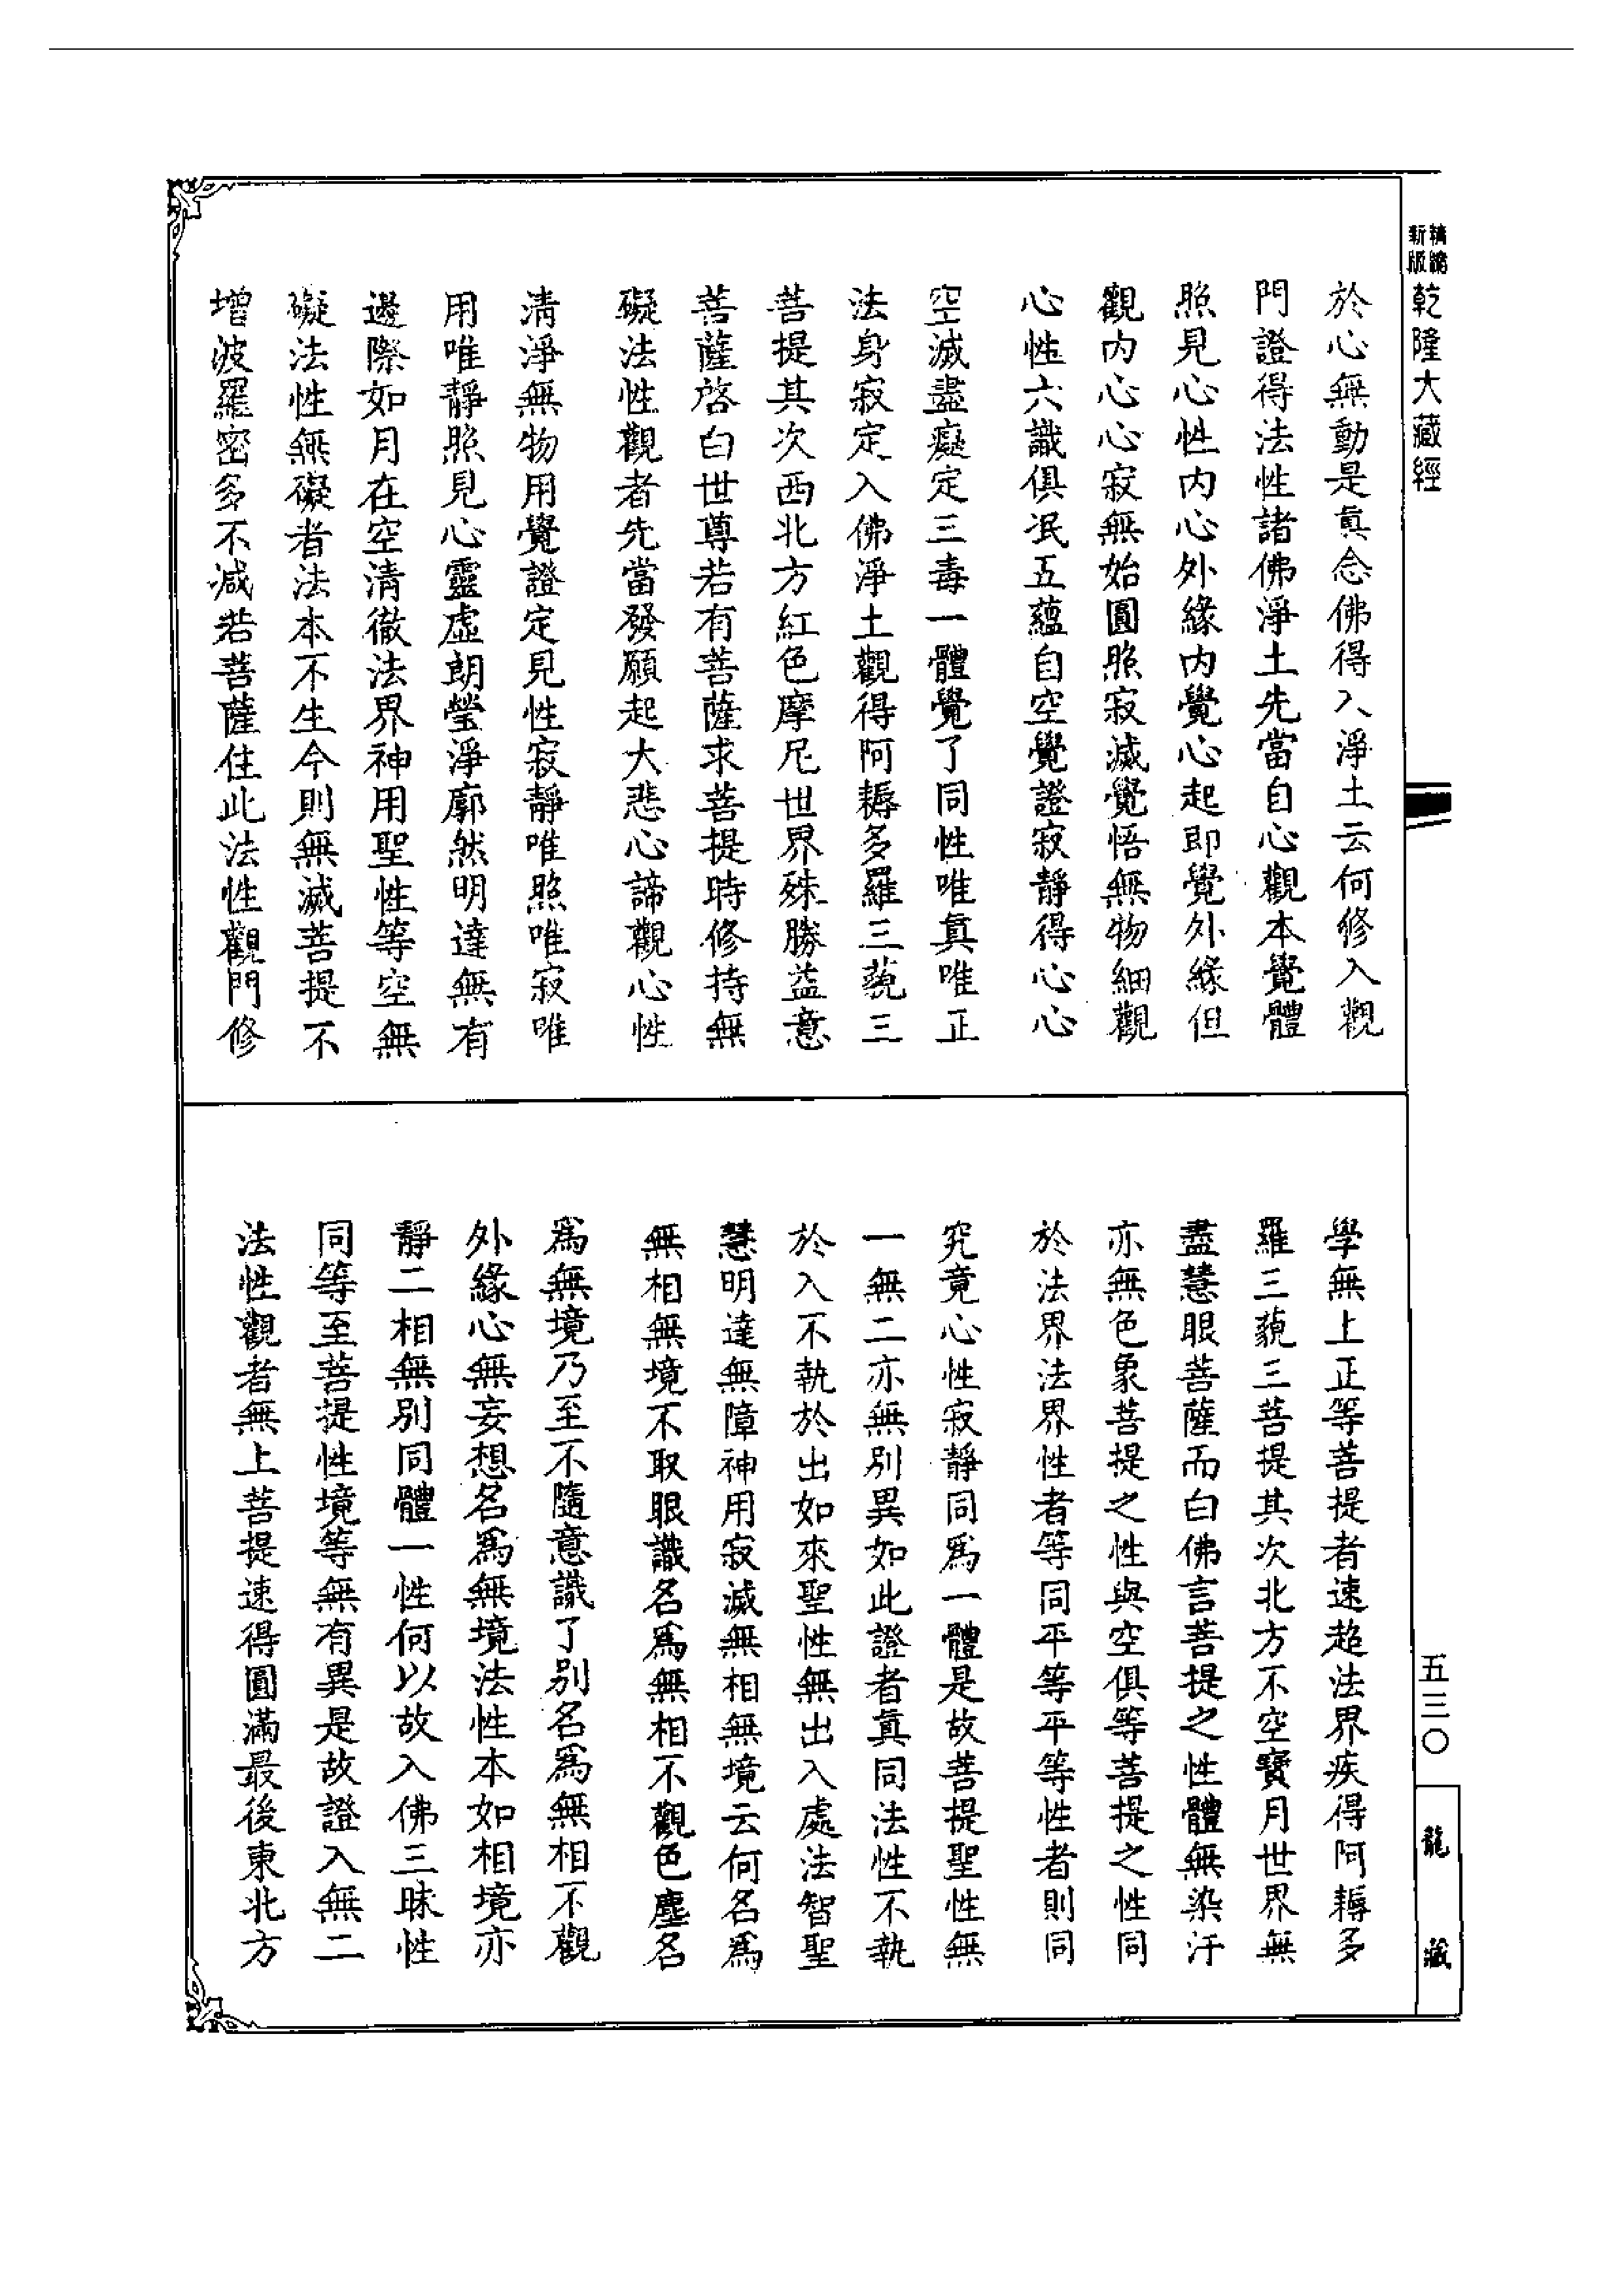 新版
精編
乾隆大藏經
於心無動是真念佛得入淨土云何修入觀
門證得法性諸佛淨土先當自心觀本覺體
照見心性内心外緣内覺心起即覺外緣但
觀内心心寂無始圓照寂滅覺悟無物細觀
心性六識俱泯五蘊自空覺證寂靜得心心
空滅盡癡定三毒一體覺了同性唯真唯正
法身寂定入佛淨土觀得阿耨多羅三藐三
菩提其次西北方紅色摩尼世界殊勝益意
菩薩啓白世尊若有菩薩求菩提時修持無
礙法性觀者先當發願起大悲心諦觀心性
清淨無物用覺證定見性寂靜唯照唯寂唯
用唯靜照見心靈虛朗瑩淨廓然明達無有
邊際如月在空清徹法界神用聖性等空無
礙法性無礙者法本不生今則無滅菩提不
增波羅密多不減若菩薩住此法性觀門修
學無上正等菩提者速超法界疾得阿耨多
羅三藐三菩提其次北方不空寶月世界無
盡慧眼菩薩而白佛言菩提之性體無染汙
亦無色象菩提之性與空俱等菩提之性同
於法界法界性者等同平等平等性者則同
究竟心性寂靜同為一體是故菩提聖性無
一無二亦無別異如此證者真同法性不執
於入不執於出如來聖性無出入處法智聖
慧明達無障神用寂滅無相無境云何名為
無相無境不取眼識名為無相不觀色塵名
為無境乃至不隨意識了別名為無相不觀
外緣心無妄想名為無境法性本如相境亦
靜二相無別同體一性何以故入佛三昧性
同等至菩提性境等無有異是故證入無二
法性觀者無上菩提速得圓滿最後東北方
五三〇
龍藏